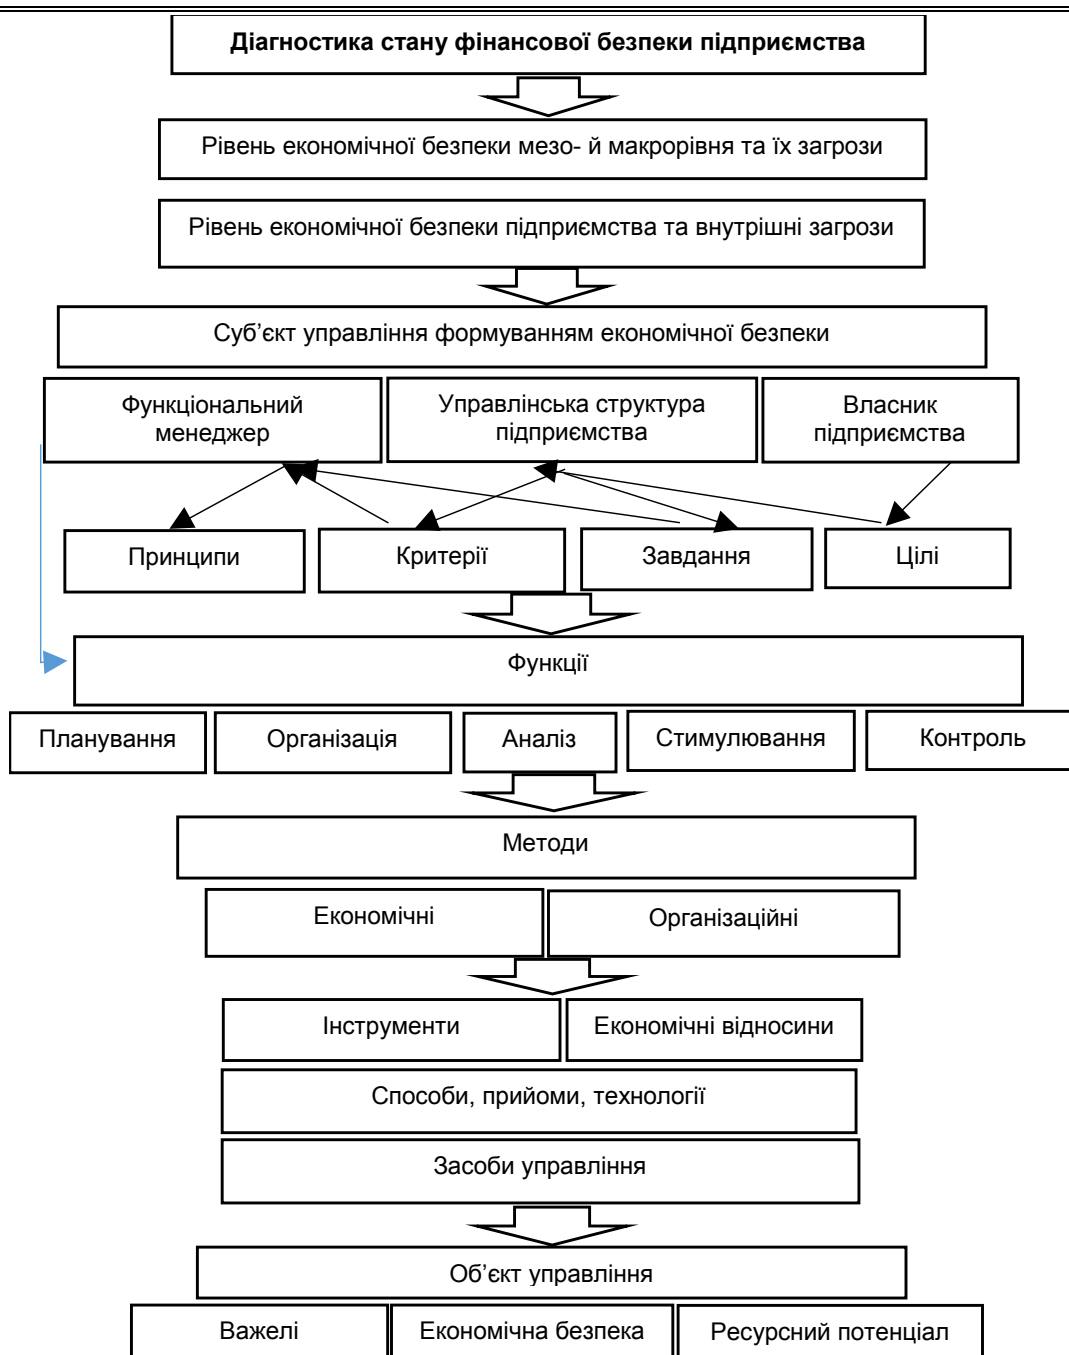 Діагностика стану фінансової безпеки підприємства
Рівень економічної безпеки мезо- й макрорівня та їх загрози
Рівень економічної безпеки підприємства та внутрішні загрози
Суб’єкт управління формуванням економічної безпеки
Функціональний
менеджер
Управлінська структура
підприємства
Власник
підприємства
Принципи
Критерії
Завдання
Цілі
Функції
Планування
Організація
Аналіз
Стимулювання
Контроль
Методи
Економічні
Організаційні
Інструменти
Економічні відносини
Способи, прийоми, технології
Засоби управління
Об’єкт управління
Важелі
Економічна безпека
Ресурсний потенціал